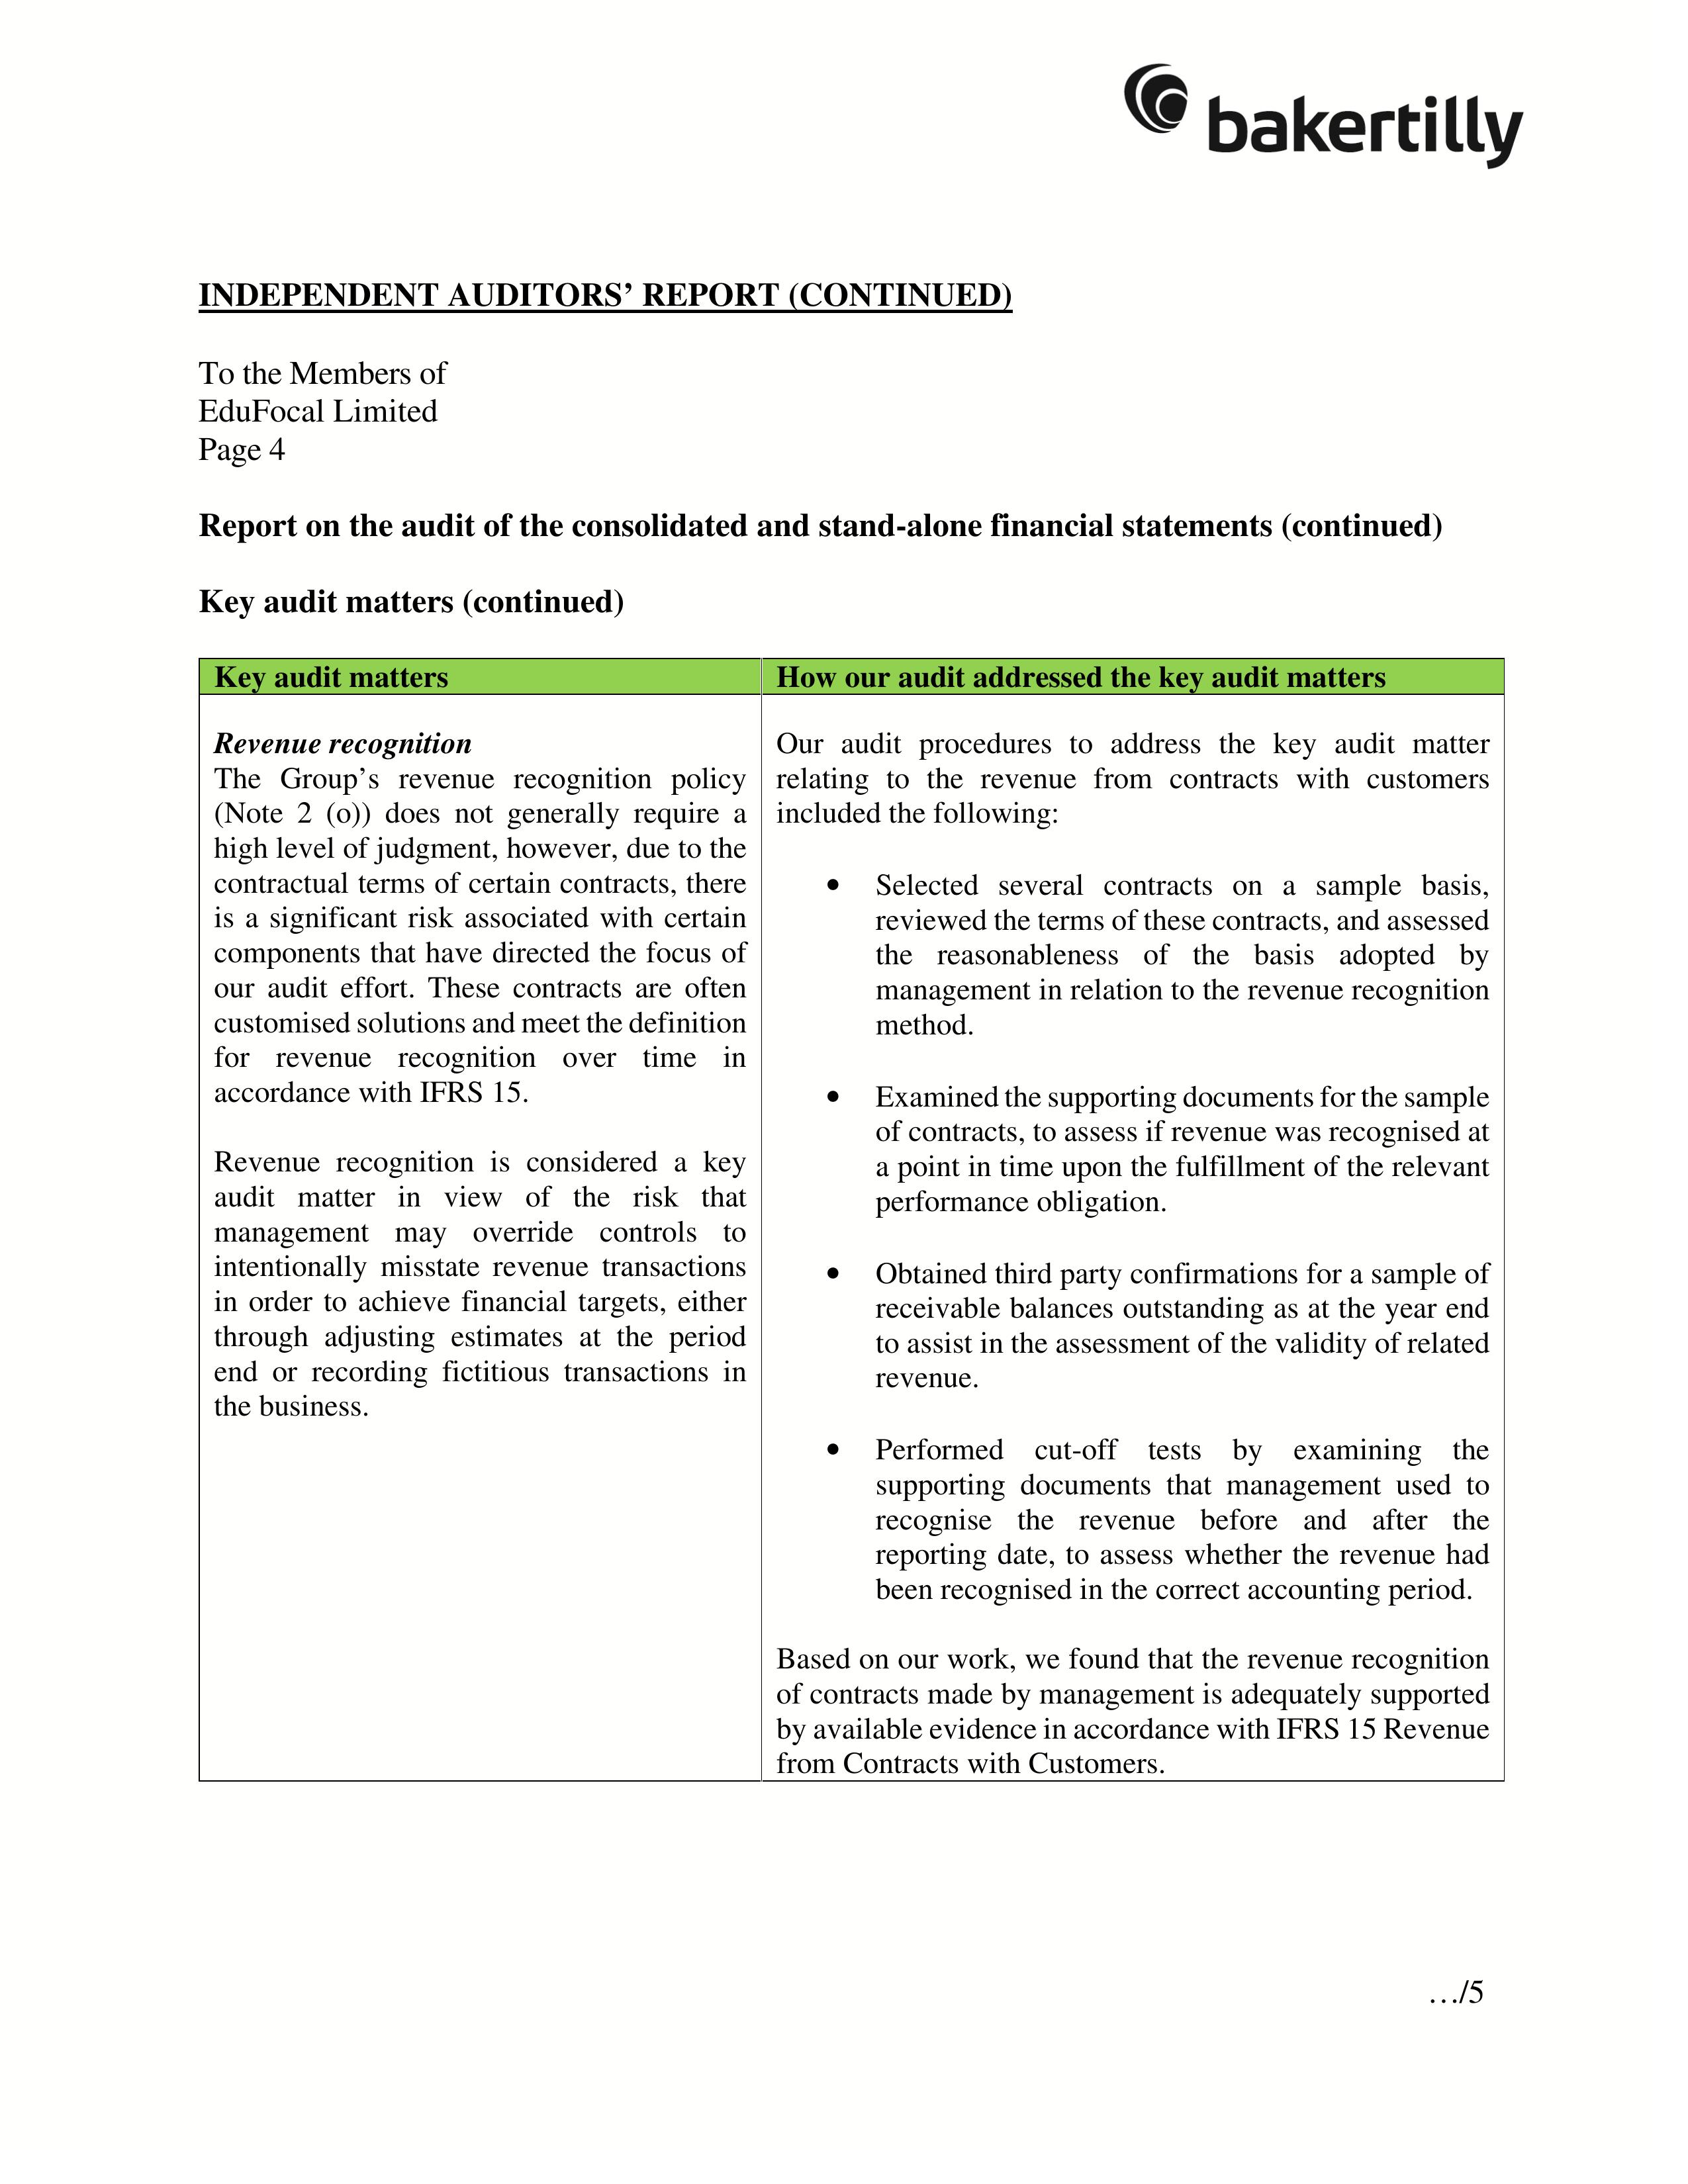 bakertilly
INDEPENDENT AUDITORS’ REPORT (CONTINUED)
To the Members of
EduFocal Limited
Page 4
Report on the audit of the consolidated and stand-alone financial statements (continued)
Key audit matters (continued)
Key audit matters
Revenue recognition
The Group’s revenue recognition policy
(Note 2 (o)) does not generally require a
high level of judgment, however, due to the
contractual terms of certain contracts, there
is a significant risk associated with certain
components that have directed the focus of
our audit effort. These contracts are often
customised solutions and meet the definition
for revenue recognition over time in
accordance with IFRS 15.
Revenue recognition is considered a key
audit matter in view of the risk that
management may override controls to
intentionally misstate revenue transactions
in order to achieve financial targets, either
through adjusting estimates at the period
end or recording fictitious transactions in
the business.
How our audit addressed the key audit matters
Our audit procedures to address the key audit matter
relating to the revenue from contracts with customers
included the following:
• Selected several contracts on a sample basis,
reviewed the terms of these contracts, and assessed
the reasonableness of the basis adopted by
management in relation to the revenue recognition
method.
• Examined the supporting documents for the sample
of contracts, to assess if revenue was recognised at
a point in time upon the fulfillment of the relevant
performance obligation.
• Obtained third party confirmations for a sample of
receivable balances outstanding as at the year end
to assist in the assessment of the validity of related
revenue.
• Performed cut-off tests by examining the
supporting documents that management used to
recognise the revenue before and after the
reporting date, to assess whether the revenue had
been recognised in the correct accounting period.
Based on our work, we found that the revenue recognition
of contracts made by management is adequately supported
by available evidence in accordance with IFRS 15 Revenue
from Contracts with Customers.
…/5